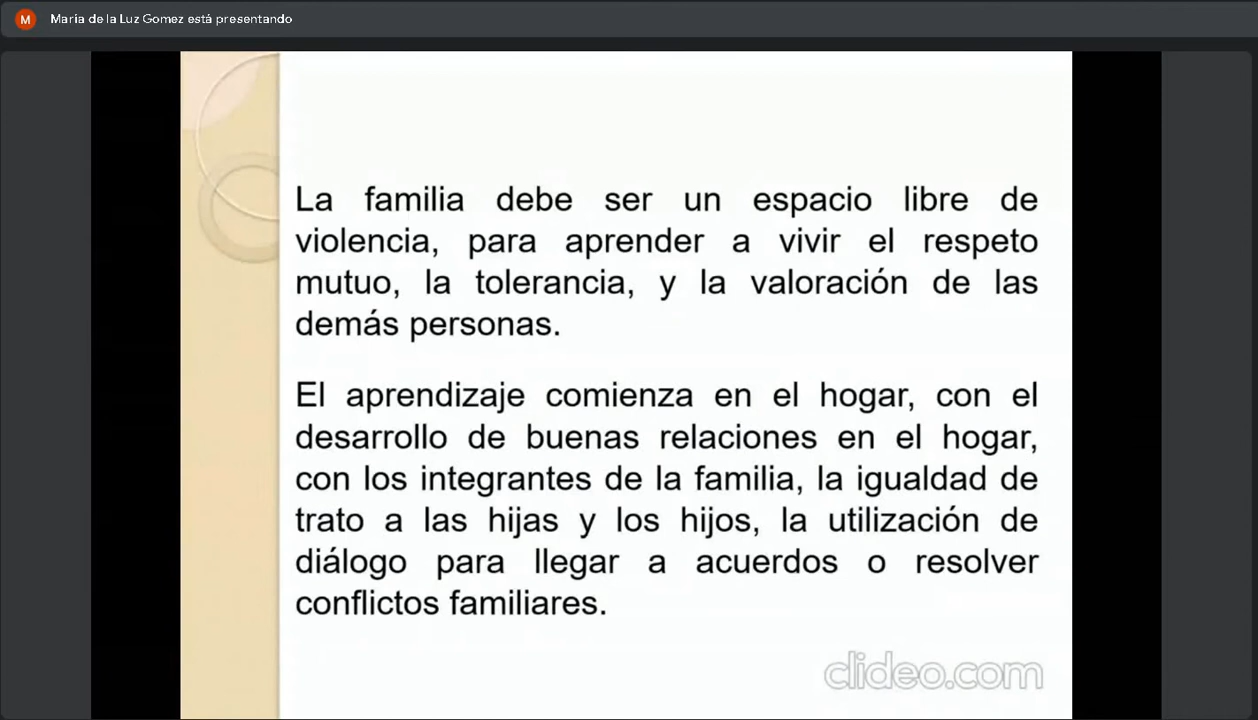 M
Maria de la Luz Gomez está presentando
La familia debe ser un espacio libre de
violencia, para aprender a vivir el respeto
mutuo, la tolerancia, y la valoración de las
demás personas.
El aprendizaje comienza en el hogar, con el
desarrollo de buenas relaciones en el hogar,
con los integrantes de la familia, la igualdad de
trato a las hijas y los hijos, la utilización de
diálogo para llegar a acuerdos o resolver
conflictos familiares.
clideo.com